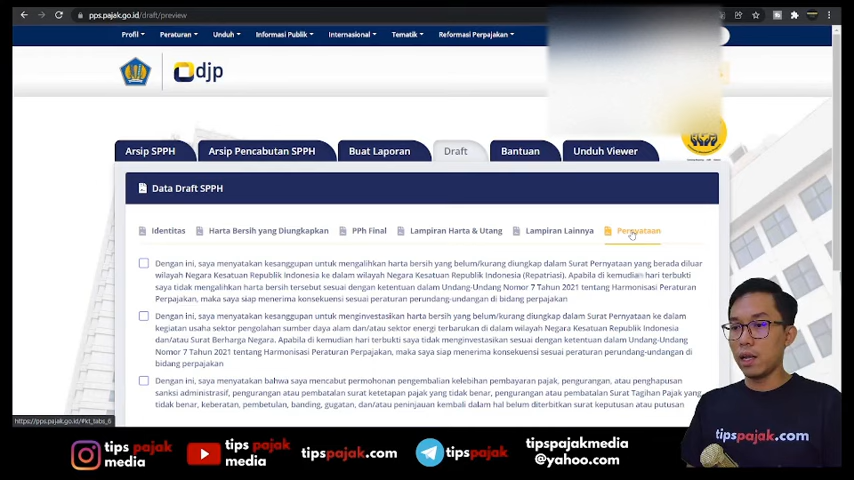 pps.pajak.go.id/draft/preview
Profil Peraturan Unduh Informasi Publik Internasional Tematik Reformasi Perpajakan
djp
Arsip SPPH Arsip Pencabutan SPPH Buat Laporan Draft Bantuan Unduh Viewer
Data Draft SPPH
Identitas Harta Bersih yang Diungkapkan PPh Final Lampiran Harta & Utang Lampiran Lainnya Pernyataan
Dengan ini, saya menyatakan kesanggupan untuk mengalihkan harta bersih yang belum/kurang diungkap dalam Surat Pernyataan yang berada diluar
wilayah Negara Kesatuan Republik Indonesia ke dalam wilayah Negara Kesatuan Republik Indonesia (Repatriasi). Apabila di kemudian hari terbukti
saya tidak mengalihkan harta bersih tersebut sesuai dengan ketentuan dalam Undang-Undang Nomor 7 Tahun 2021 tentang Harmonisasi Peraturan
Perpajakan, maka saya siap menerima konsekuensi sesuai peraturan perundang-undangan di bidang perpajakan
Dengan ini, saya menyatakan kesanggupan untuk menginvestasikan harta bersih yang belum/kurang diungkap dalam Surat Pernyataan ke dalam
kegiatan usaha sektor pengolahan sumber daya alam dan/atau sektor energi terbarukan di dalam wilayah Negara Kesatuan Republik Indonesia
dan/atau Surat Berharga Negara. Apabila di kemudian hari terbukti saya tidak menginvestasikan sesuai dengan ketentuan dalam Undang-Undang
Nomor 7 Tahun 2021 tentang Harmonisasi Peraturan Perpajakan, maka saya siap menerima konsekuensi sesuai peraturan perundang-undangan di
bidang perpajakan
Dengan ini, saya menyatakan bahwa saya mencabut permohonan pengembalian kelebihan pembayaran pajak, pengurangan, atau penghapusan
sanksi administrasif, pengurangan atau pembatalan surat ketetapan pajak yang tidak benar, pengurangan atau pembatalan Surat Tagihan Pajak yang
tidak benar, keberatan, pembetulan, banding, gugatan, dan/atau peninjauan kembali dalam hal belum diterbitkan surat keputusan atau putusan
https://pps.pajak.go.id/#kt_tabs_6
tipspajak.com
tips pajak
media
tips pajak
media
tipspajak.com
tipspajak
tipspajakmedia
@yahoo.com